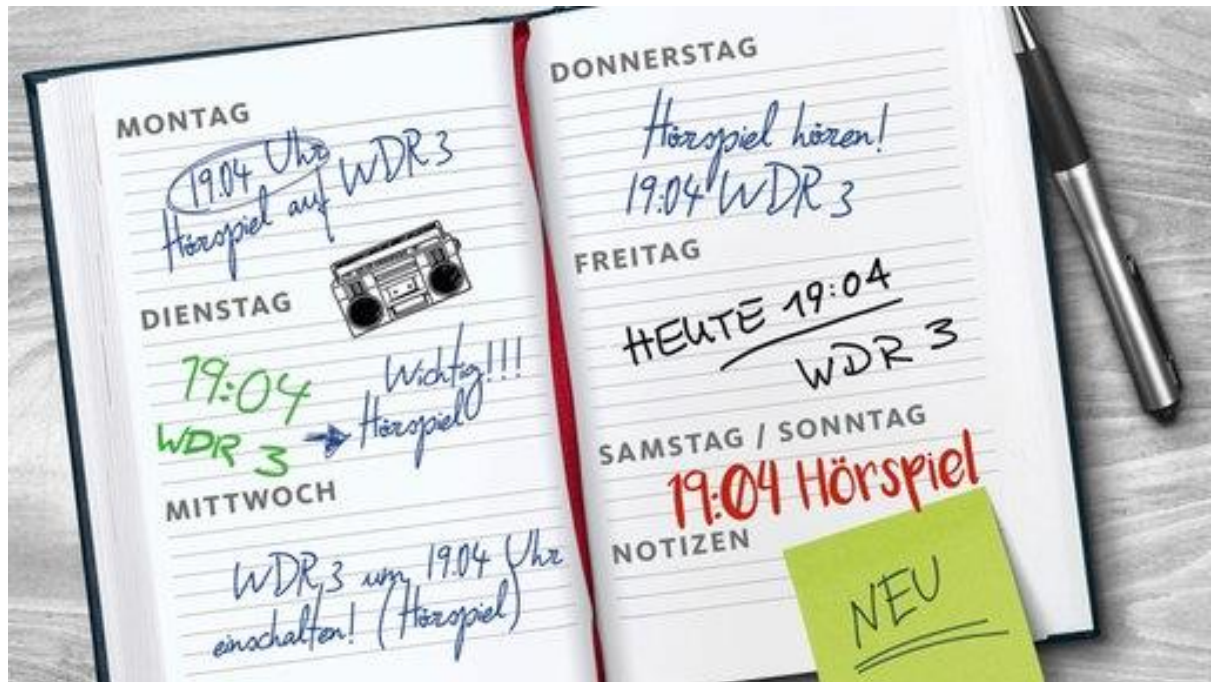 MONTAG
19.04 Uhr
Hörspiel auf WDR 3
DIENSTAG
19:04
WDR 3
Wichtig!!!
Hörspiel
MITTWOCH
WDR 3 um 19.04 Uhr
einschalten! (Hörspiel)
DONNERSTAG
Hörspiel hören!
19:04 WDR 3
FREITAG
HEUTE 19:04
WDR 3
SAMSTAG / SONNTAG
19:04 Hörspiel
NOTIZEN
NEU